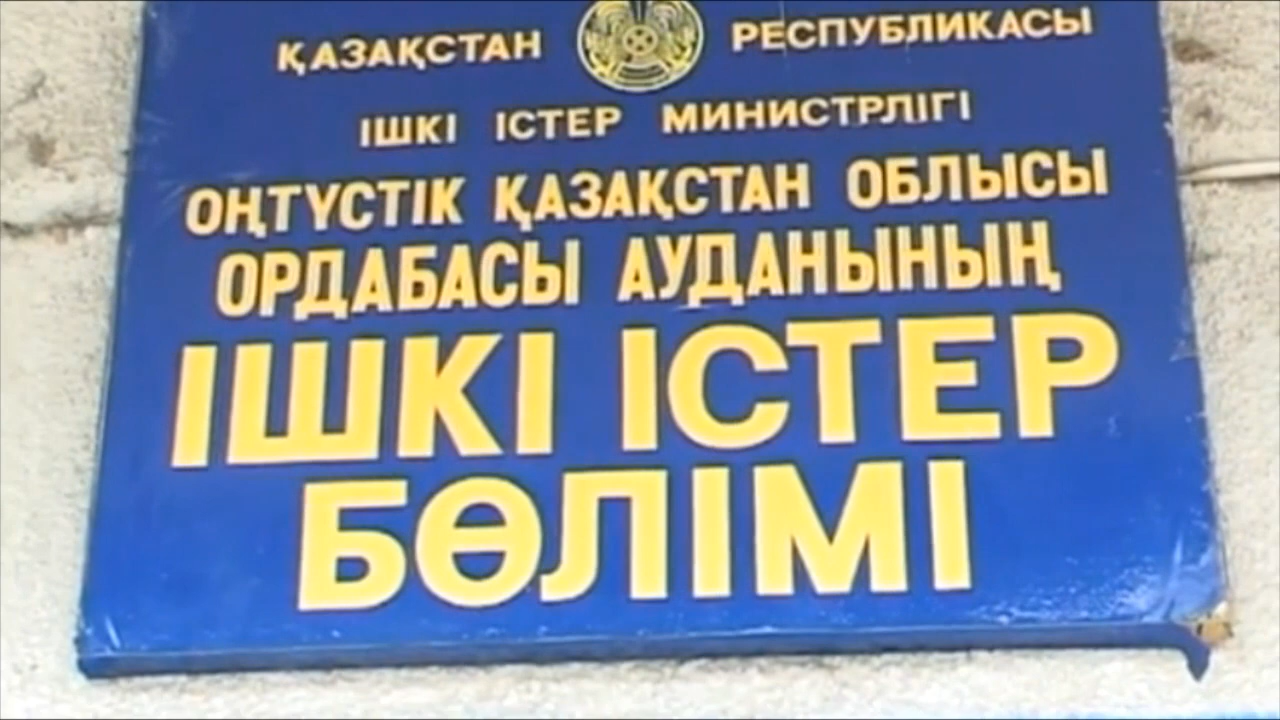 ҚАЗАҚСТАН РЕСПУБЛИКАСЫ
ІШКІ ІСТЕР МИНИСТРЛІГІ
ОҢТҮСТІК ҚАЗАҚСТАН ОБЛЫСЫ
ОРДАБАСЫ АУДАНЫНЫҢ
ІШКІ ІСТЕР
БӨЛІМІ